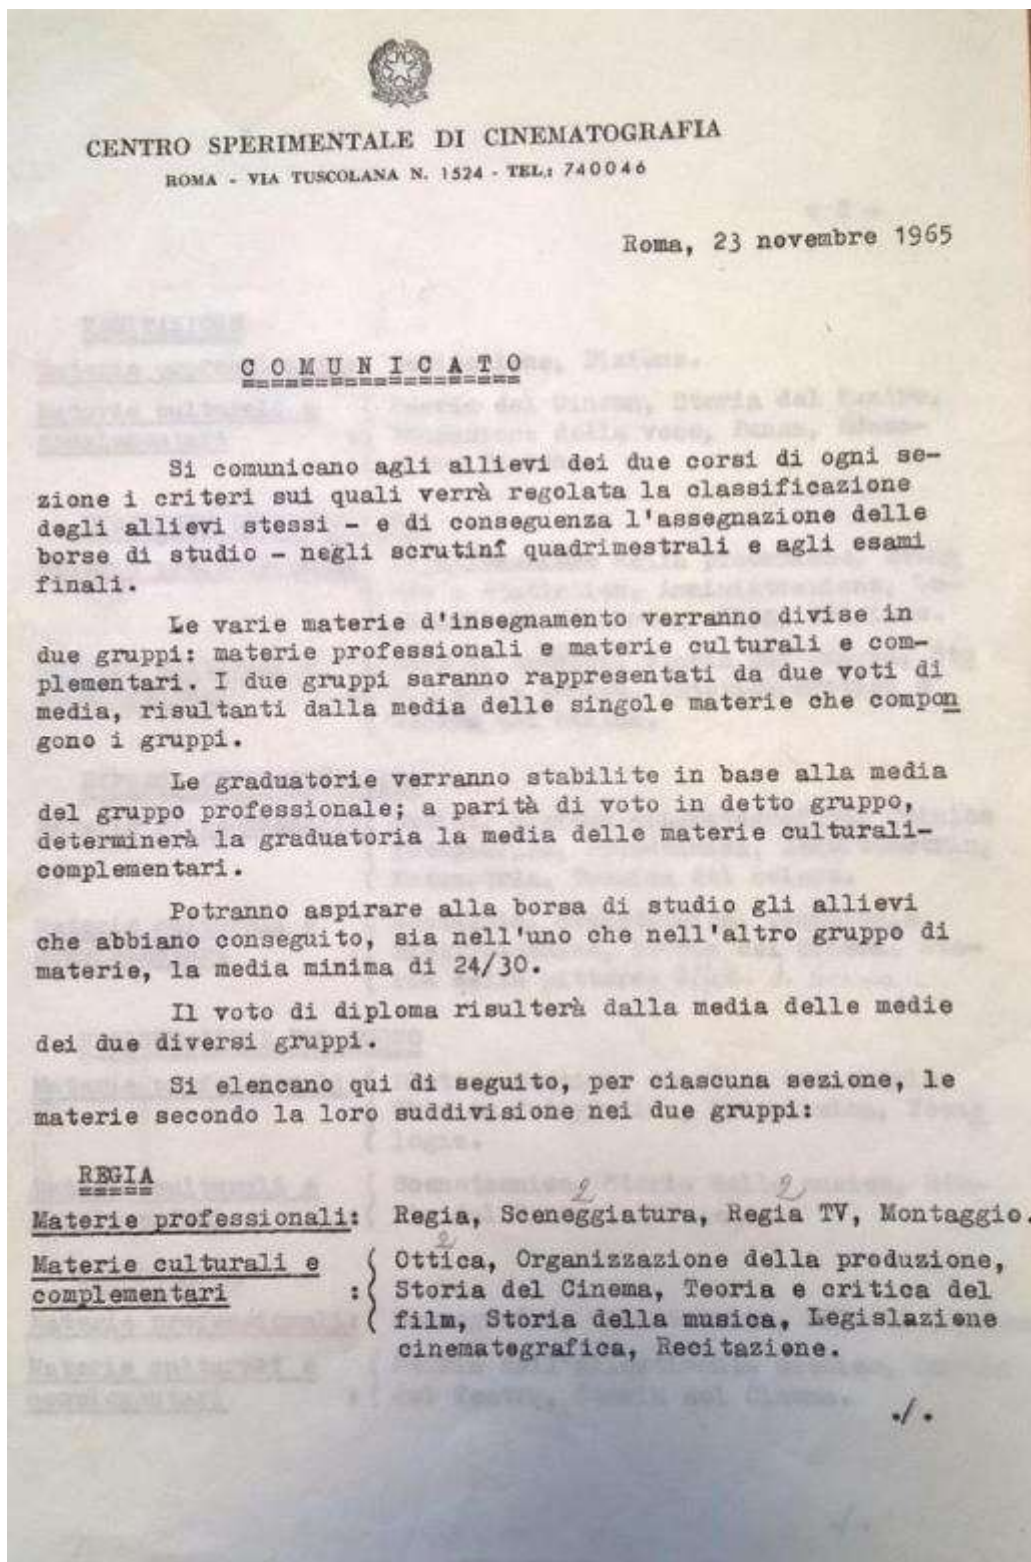 CENTRO SPERIMENTALE DI CINEMATOGRAFIA
ROMA - VIA TUSCOLANA N. 1524 - TEL.: 740046
Roma, 23 novembre 1965
C O M U N I C A T O
Si comunicano agli allievi dei due corsi di ogni se-
zione i criteri sui quali verrà regolata la classificazione
degli allievi stessi - e di conseguenza l'assegnazione delle
borse di studio - negli scrutinî quadrimestrali e agli esami
finali.
Le varie materie d'insegnamento verranno divise in
due gruppi: materie professionali e materie culturali e com-
plementari. I due gruppi saranno rappresentati da due voti di
media, risultanti dalla media delle singole materie che compon
gono i gruppi.
Le graduatorie verranno stabilite in base alla media
del gruppo professionale; a parità di voto in detto gruppo,
determinerà la graduatoria la media delle materie culturali-
complementari.
Potranno aspirare alla borsa di studio gli allievi
che abbiano conseguito, sia nell'uno che nell'altro gruppo di
materie, la media minima di 24/30.
Il voto di diploma risulterà dalla media delle medie
dei due diversi gruppi.
Si elencano qui di seguito, per ciascuna sezione, le
materie secondo la loro suddivisione nei due gruppi:
REGIA
2 2
Materie professionali: Regia, Sceneggiatura, Regia TV, Montaggio.
2
Materie culturali e ( Ottica, Organizzazione della produzione,
complementari :( Storia del Cinema, Teoria e critica del
( film, Storia della musica, Legislazione
cinematografica, Recitazione.
./.